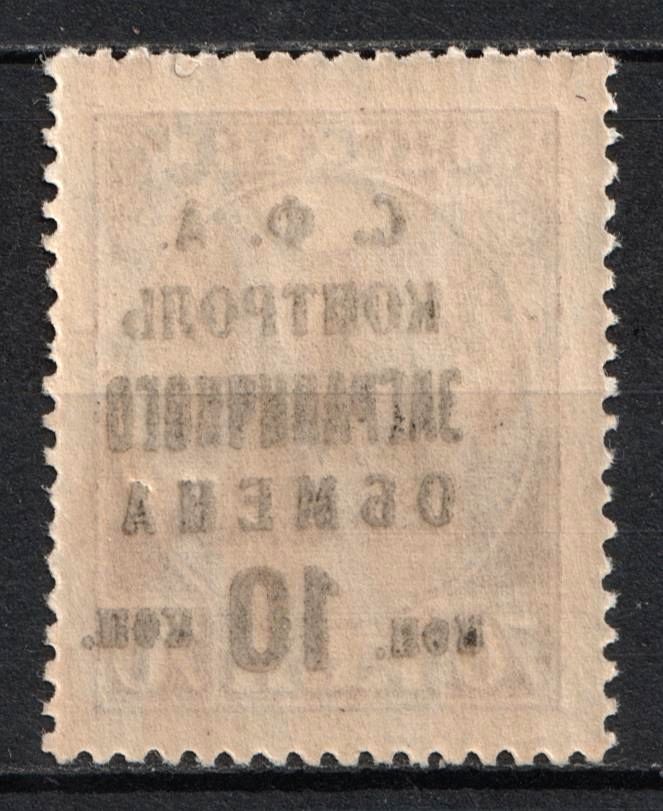 С. Ф. А.
КОНТРОЛЬ
ЗАГРАНИЧНОГО
ОБМЕНА
коп. 10 коп.